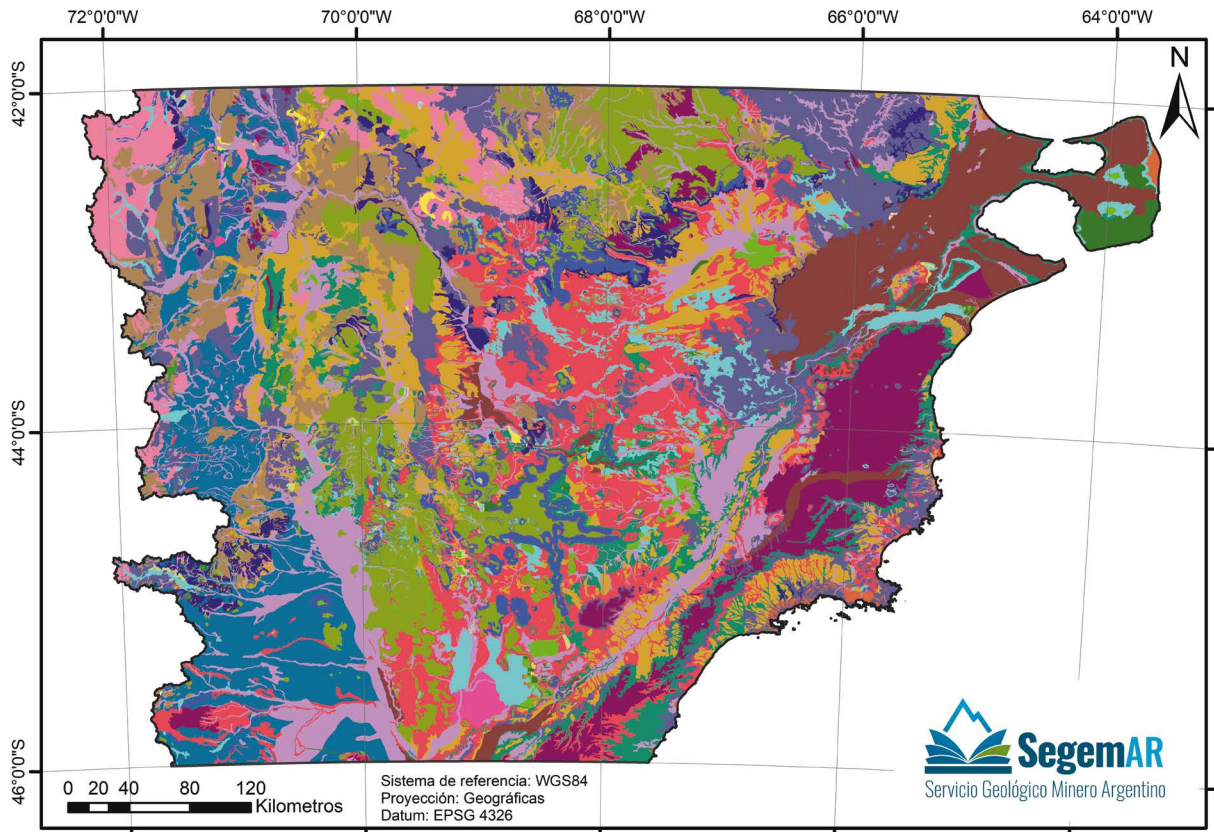 72°0'0"W 70°0'0"W 68°0'0"W 66°0'0"W 64°0'0"W
N
42°0'0"S
44°0'0"S
46°0'0"S
0 20 40 80 120
Kilometros
Sistema de referencia: WGS84
Proyección: Geográficas
Datum: EPSG 4326
SegemAR
Servicio Geológico Minero Argentino